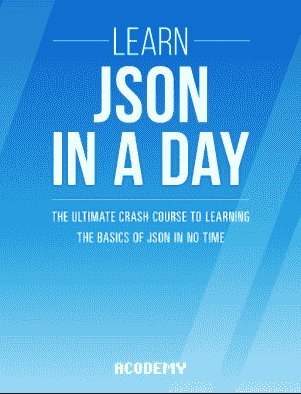 LEARN
JSON
IN A DAY
THE ULTIMATE CRASH COURSE TO LEARNING
THE BASICS OF JSON IN NO TIME
ACODEMY